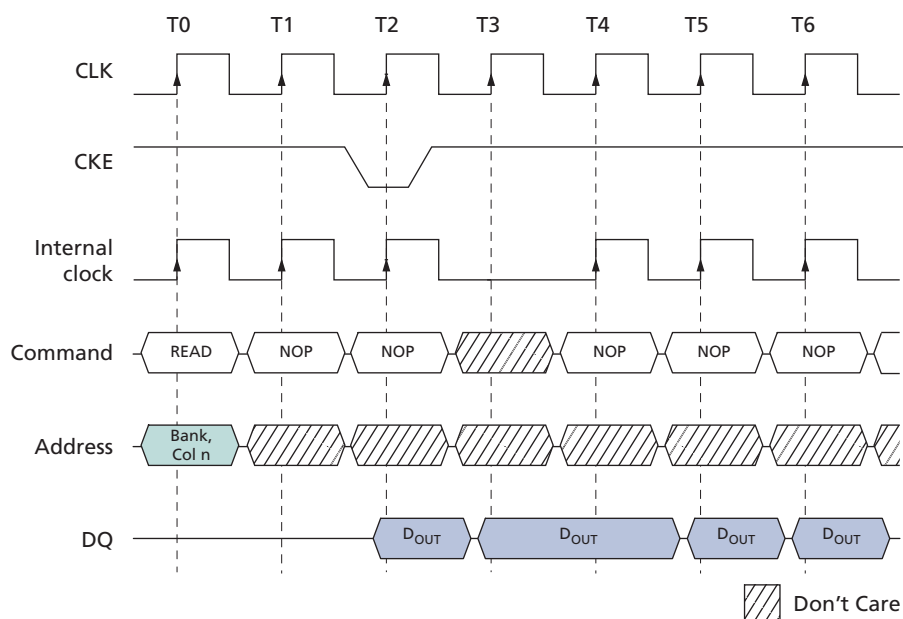 T0 T1 T2 T3 T4 T5 T6
CLK
CKE
Internal
clock
Command READ NOP NOP NOP NOP NOP
Address Bank,
Col n
DQ DOUT DOUT DOUT DOUT
Don't Care